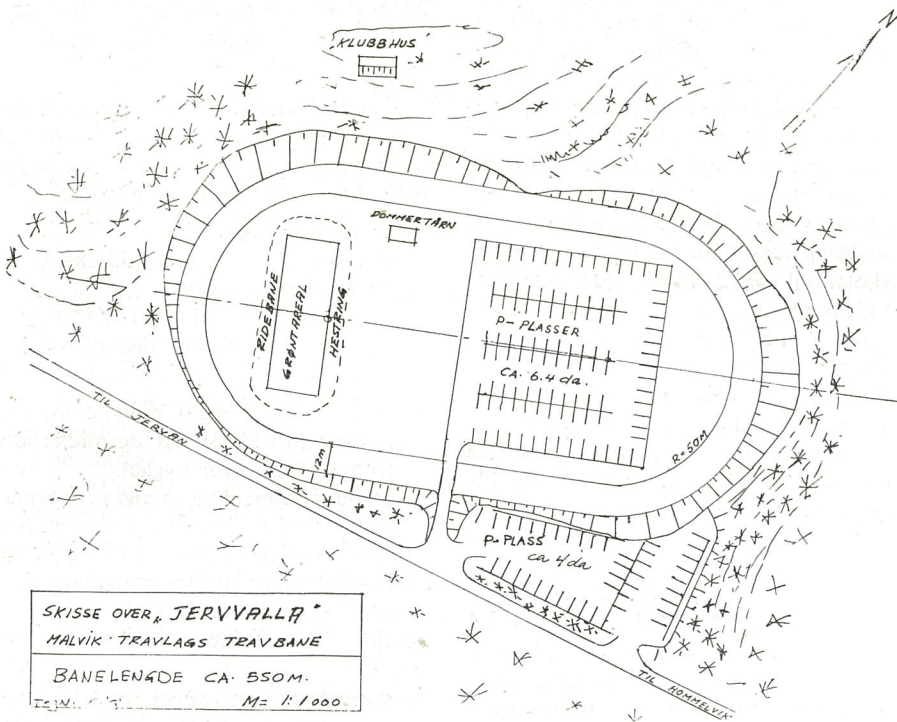 N
"KLUBBHUS"
DOMMERTÅRN
RIDEBANE
GRØNTAREAL
HESTRING
P-PLASSER
CA. 6.4 da.
R=50M
12m
TIL JERVAN
P-PLASS
ca 4 da
TIL HOMMELVIK
SKISSE OVER "JERVVALLA"
MALVIK TRAVLAGS TRAVBANE
BANELENGDE CA. 550M.
M= 1:1000